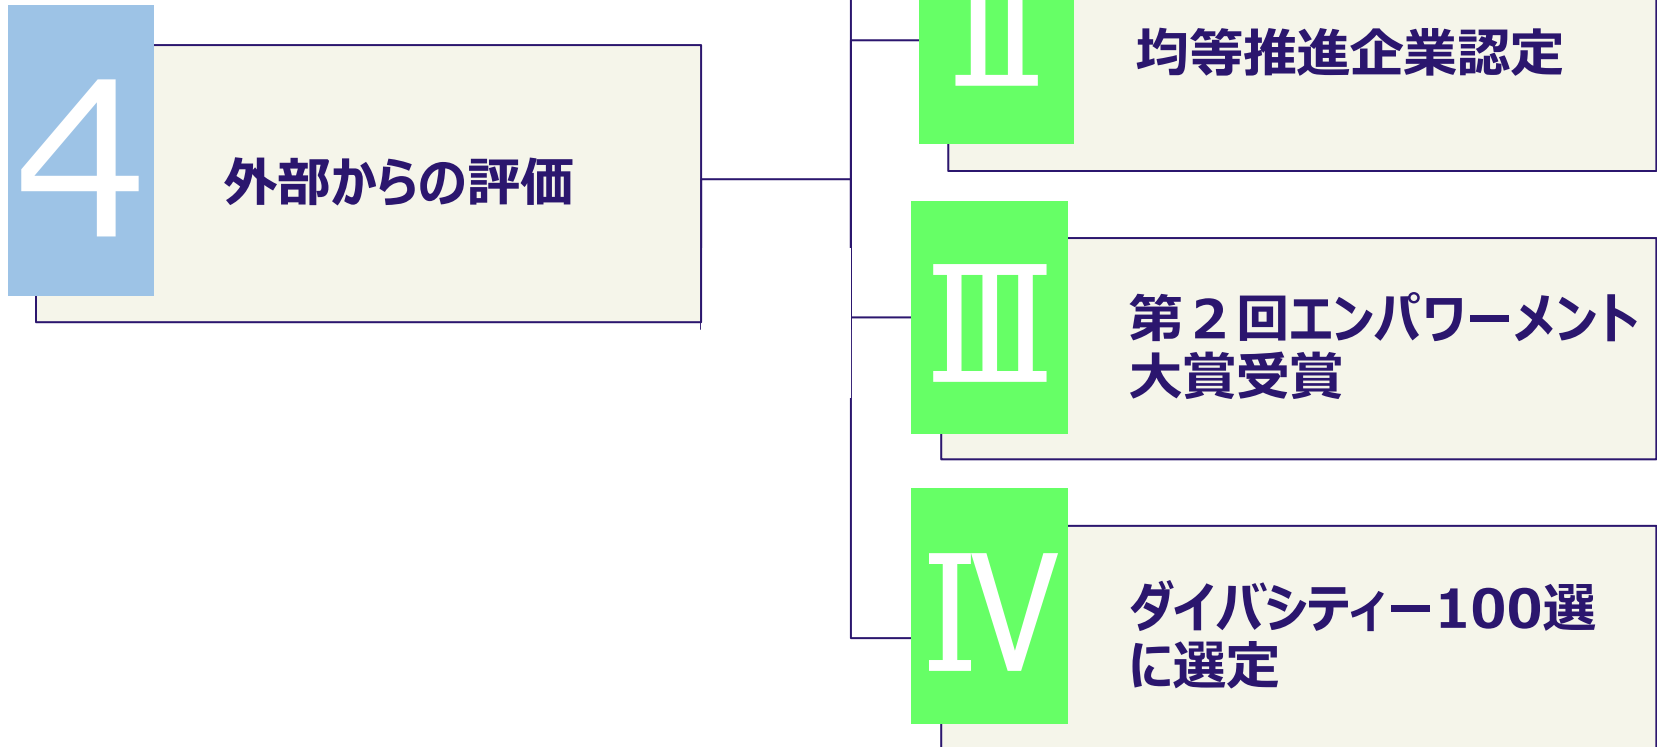 4
外部からの評価
Ⅱ
均等推進企業認定
Ⅲ
第２回エンパワーメント
大賞受賞
Ⅳ
ダイバシティー100選
に選定